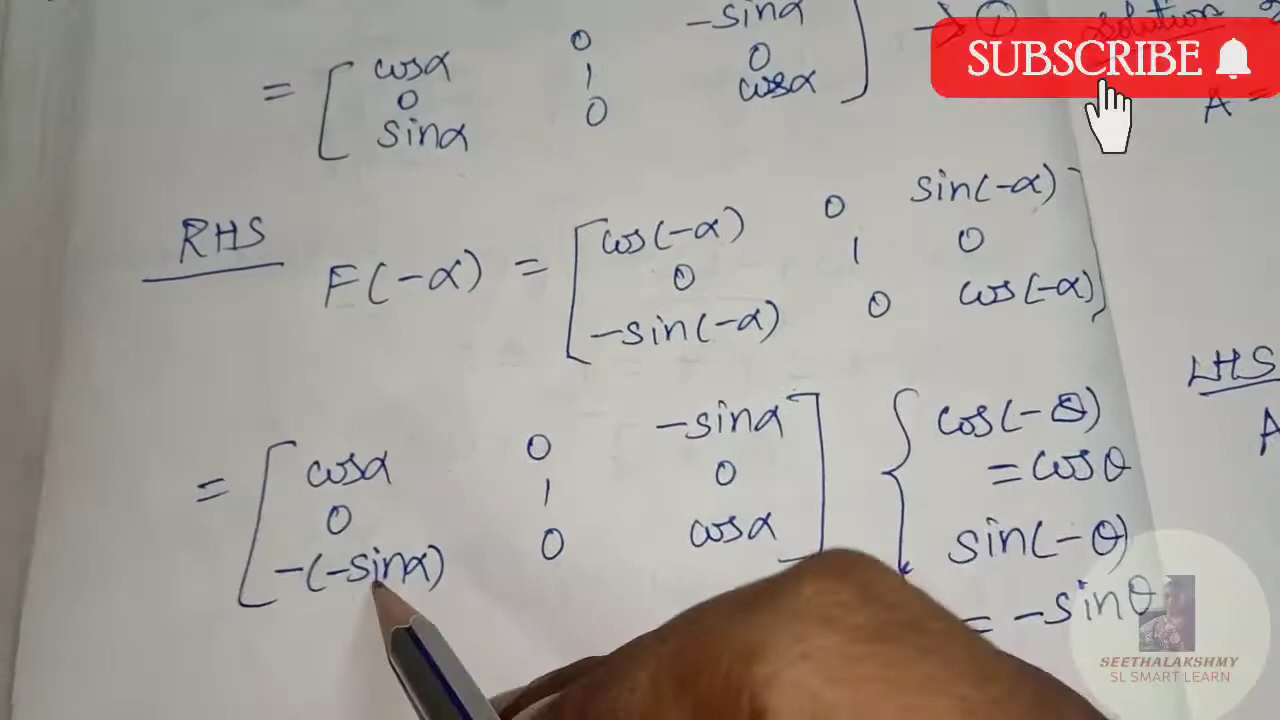 -sinα
= [ cosα 0 0 ] → ①
0 1 cosα
sinα 0
solution
SUBSCRIBE
A =
RHS
F(-α) = [ cos(-α) 0 sin(-α)
0 1 0
-sin(-α) 0 cos(-α) ]
LHS
A
= [ cosα 0 -sinα ]
0 1 0
-(-sinα) 0 cosα
{ cos(-θ)
= cosθ
sin(-θ)
= -sinθ
SEETHALAKSHMY
SL SMART LEARN